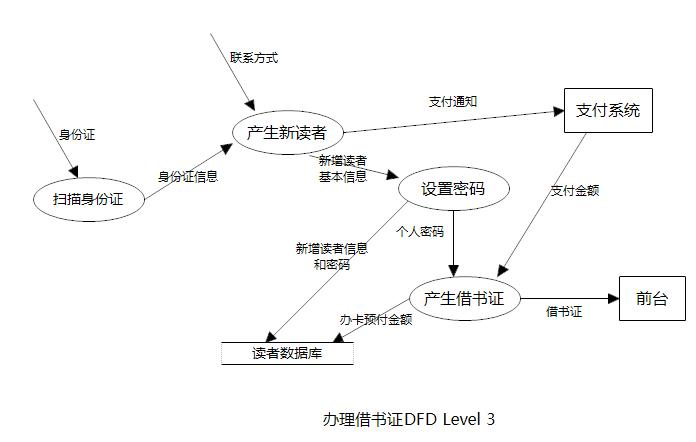 联系方式
支付通知
支付系统
身份证
产生新读者
新增读者
基本信息
身份证信息
扫描身份证
设置密码
支付金额
个人密码
新增读者信息
和密码
产生借书证
前台
借书证
办卡预付金额
读者数据库
办理借书证DFD Level 3